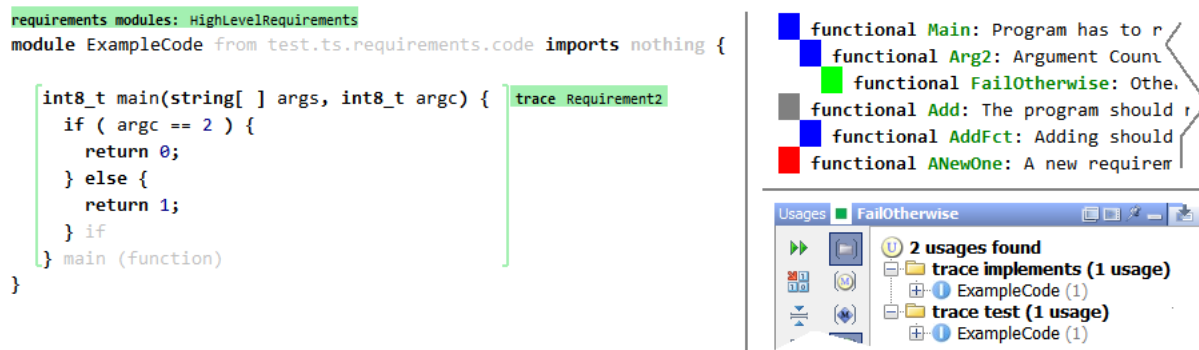 requirements modules: HighLevelRequirements
module ExampleCode from test.ts.requirements.code imports nothing {
int8_t main(string[ ] args, int8_t argc) { trace Requirement2
if ( argc == 2 ) {
return 0;
} else {
return 1;
} if
} main (function)
}
functional Main: Program has to
functional Arg2: Argument
functional FailOtherwise:
functional Add: The program should
functional AddFct: Adding should
functional ANewOne: A new
Usages FailOtherwise
2 usages found
trace implements (1 usage)
ExampleCode (1)
trace test (1 usage)
ExampleCode (1)